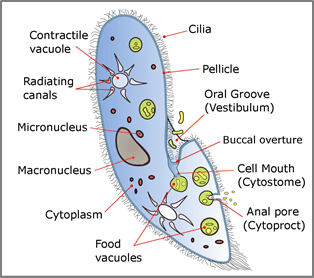 Contractile
vacuole
Radiating
canals
Micronucleus
Macronucleus
Cytoplasm
Food
vacuoles
Cilia
Pellicle
Oral Groove
(Vestibulum)
Buccal overture
Cell Mouth
(Cytostome)
Anal pore
(Cytoproct)